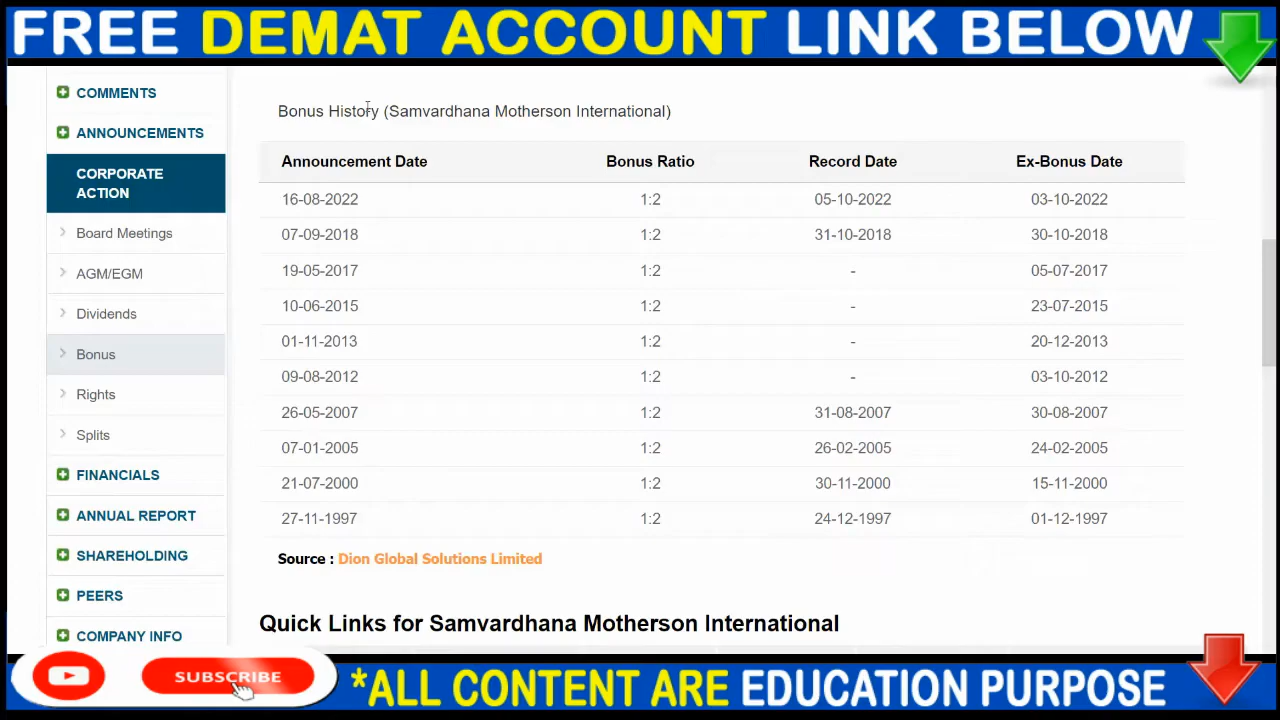 FREE DEMAT ACCOUNT LINK BELOW
COMMENTS
ANNOUNCEMENTS
CORPORATE
ACTION
Board Meetings
AGM/EGM
Dividends
Bonus
Rights
Splits
FINANCIALS
ANNUAL REPORT
SHAREHOLDING
PEERS
COMPANY INFO
Bonus History (Samvardhana Motherson International)
Announcement Date Bonus Ratio Record Date Ex-Bonus Date
16-08-2022 1:2 05-10-2022 03-10-2022
07-09-2018 1:2 31-10-2018 30-10-2018
19-05-2017 1:2 - 05-07-2017
10-06-2015 1:2 - 23-07-2015
01-11-2013 1:2 - 20-12-2013
09-08-2012 1:2 - 03-10-2012
26-05-2007 1:2 31-08-2007 30-08-2007
07-01-2005 1:2 26-02-2005 24-02-2005
21-07-2000 1:2 30-11-2000 15-11-2000
27-11-1997 1:2 24-12-1997 01-12-1997
Source : Dion Global Solutions Limited
Quick Links for Samvardhana Motherson International
SUBSCRIBE
*ALL CONTENT ARE EDUCATION PURPOSE